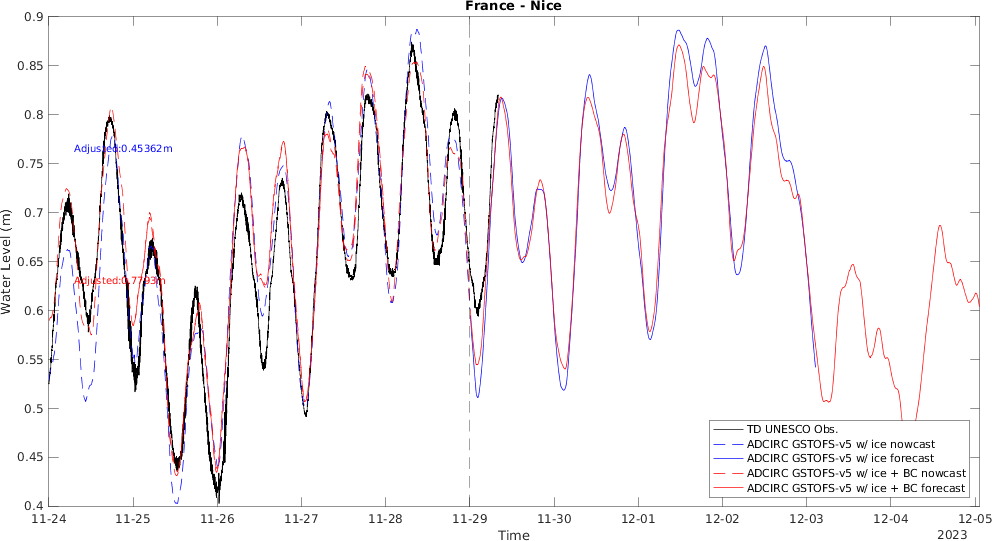 France - Nice
0.9
0.85
0.8
0.75
0.7
0.65
0.6
0.55
0.5
0.45
0.4
Water Level (m)
Adjusted:0.45362m
Adjusted:0.7793m
TD UNESCO Obs.
ADCIRC GSTOFS-v5 w/ ice nowcast
ADCIRC GSTOFS-v5 w/ ice forecast
ADCIRC GSTOFS-v5 w/ ice + BC nowcast
ADCIRC GSTOFS-v5 w/ ice + BC forecast
11-24 11-25 11-26 11-27 11-28 11-29 11-30 12-01 12-02 12-03 12-04 12-05
Time
2023